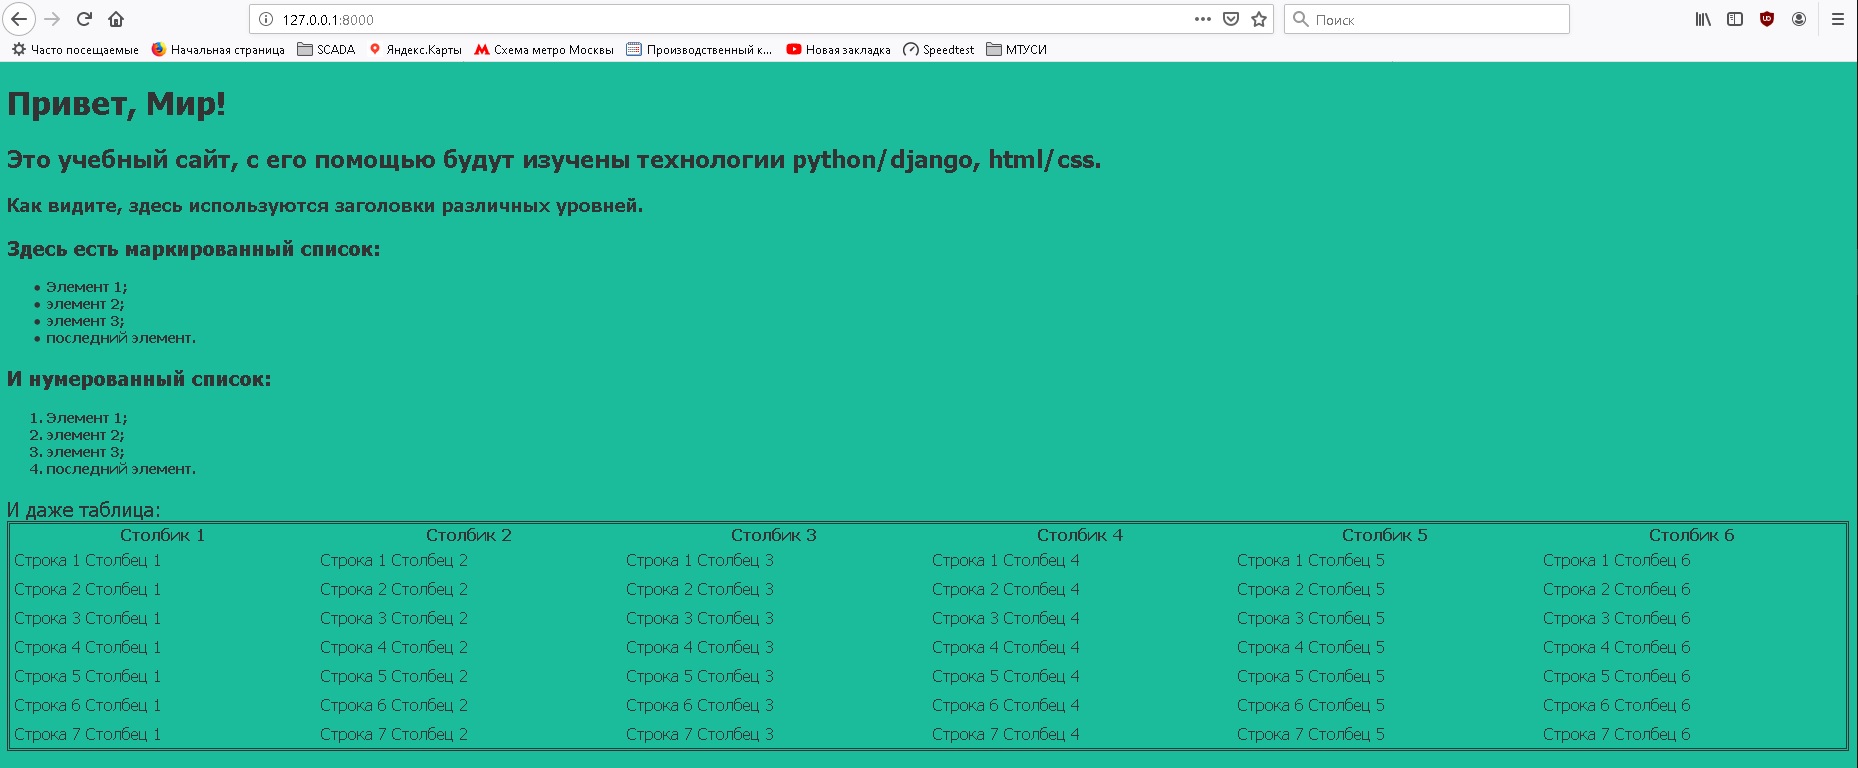 127.0.0.1:8000
Поиск
Часто посещаемые Начальная страница SCADA Яндекс.Карты Схема метро Москвы Производственный к... Новая закладка Speedtest МТУСИ
Привет, Мир!
Это учебный сайт, с его помощью будут изучены технологии python/django, html/css.
Как видите, здесь используются заголовки различных уровней.
Здесь есть маркированный список:
• Элемент 1;
• элемент 2;
• элемент 3;
• последний элемент.
И нумерованный список:
1. Элемент 1;
2. элемент 2;
3. элемент 3;
4. последний элемент.
И даже таблица:
Столбик 1 Столбик 2 Столбик 3 Столбик 4 Столбик 5 Столбик 6
Строка 1 Столбец 1 Строка 1 Столбец 2 Строка 1 Столбец 3 Строка 1 Столбец 4 Строка 1 Столбец 5 Строка 1 Столбец 6
Строка 2 Столбец 1 Строка 2 Столбец 2 Строка 2 Столбец 3 Строка 2 Столбец 4 Строка 2 Столбец 5 Строка 2 Столбец 6
Строка 3 Столбец 1 Строка 3 Столбец 2 Строка 3 Столбец 3 Строка 3 Столбец 4 Строка 3 Столбец 5 Строка 3 Столбец 6
Строка 4 Столбец 1 Строка 4 Столбец 2 Строка 4 Столбец 3 Строка 4 Столбец 4 Строка 4 Столбец 5 Строка 4 Столбец 6
Строка 5 Столбец 1 Строка 5 Столбец 2 Строка 5 Столбец 3 Строка 5 Столбец 4 Строка 5 Столбец 5 Строка 5 Столбец 6
Строка 6 Столбец 1 Строка 6 Столбец 2 Строка 6 Столбец 3 Строка 6 Столбец 4 Строка 6 Столбец 5 Строка 6 Столбец 6
Строка 7 Столбец 1 Строка 7 Столбец 2 Строка 7 Столбец 3 Строка 7 Столбец 4 Строка 7 Столбец 5 Строка 7 Столбец 6